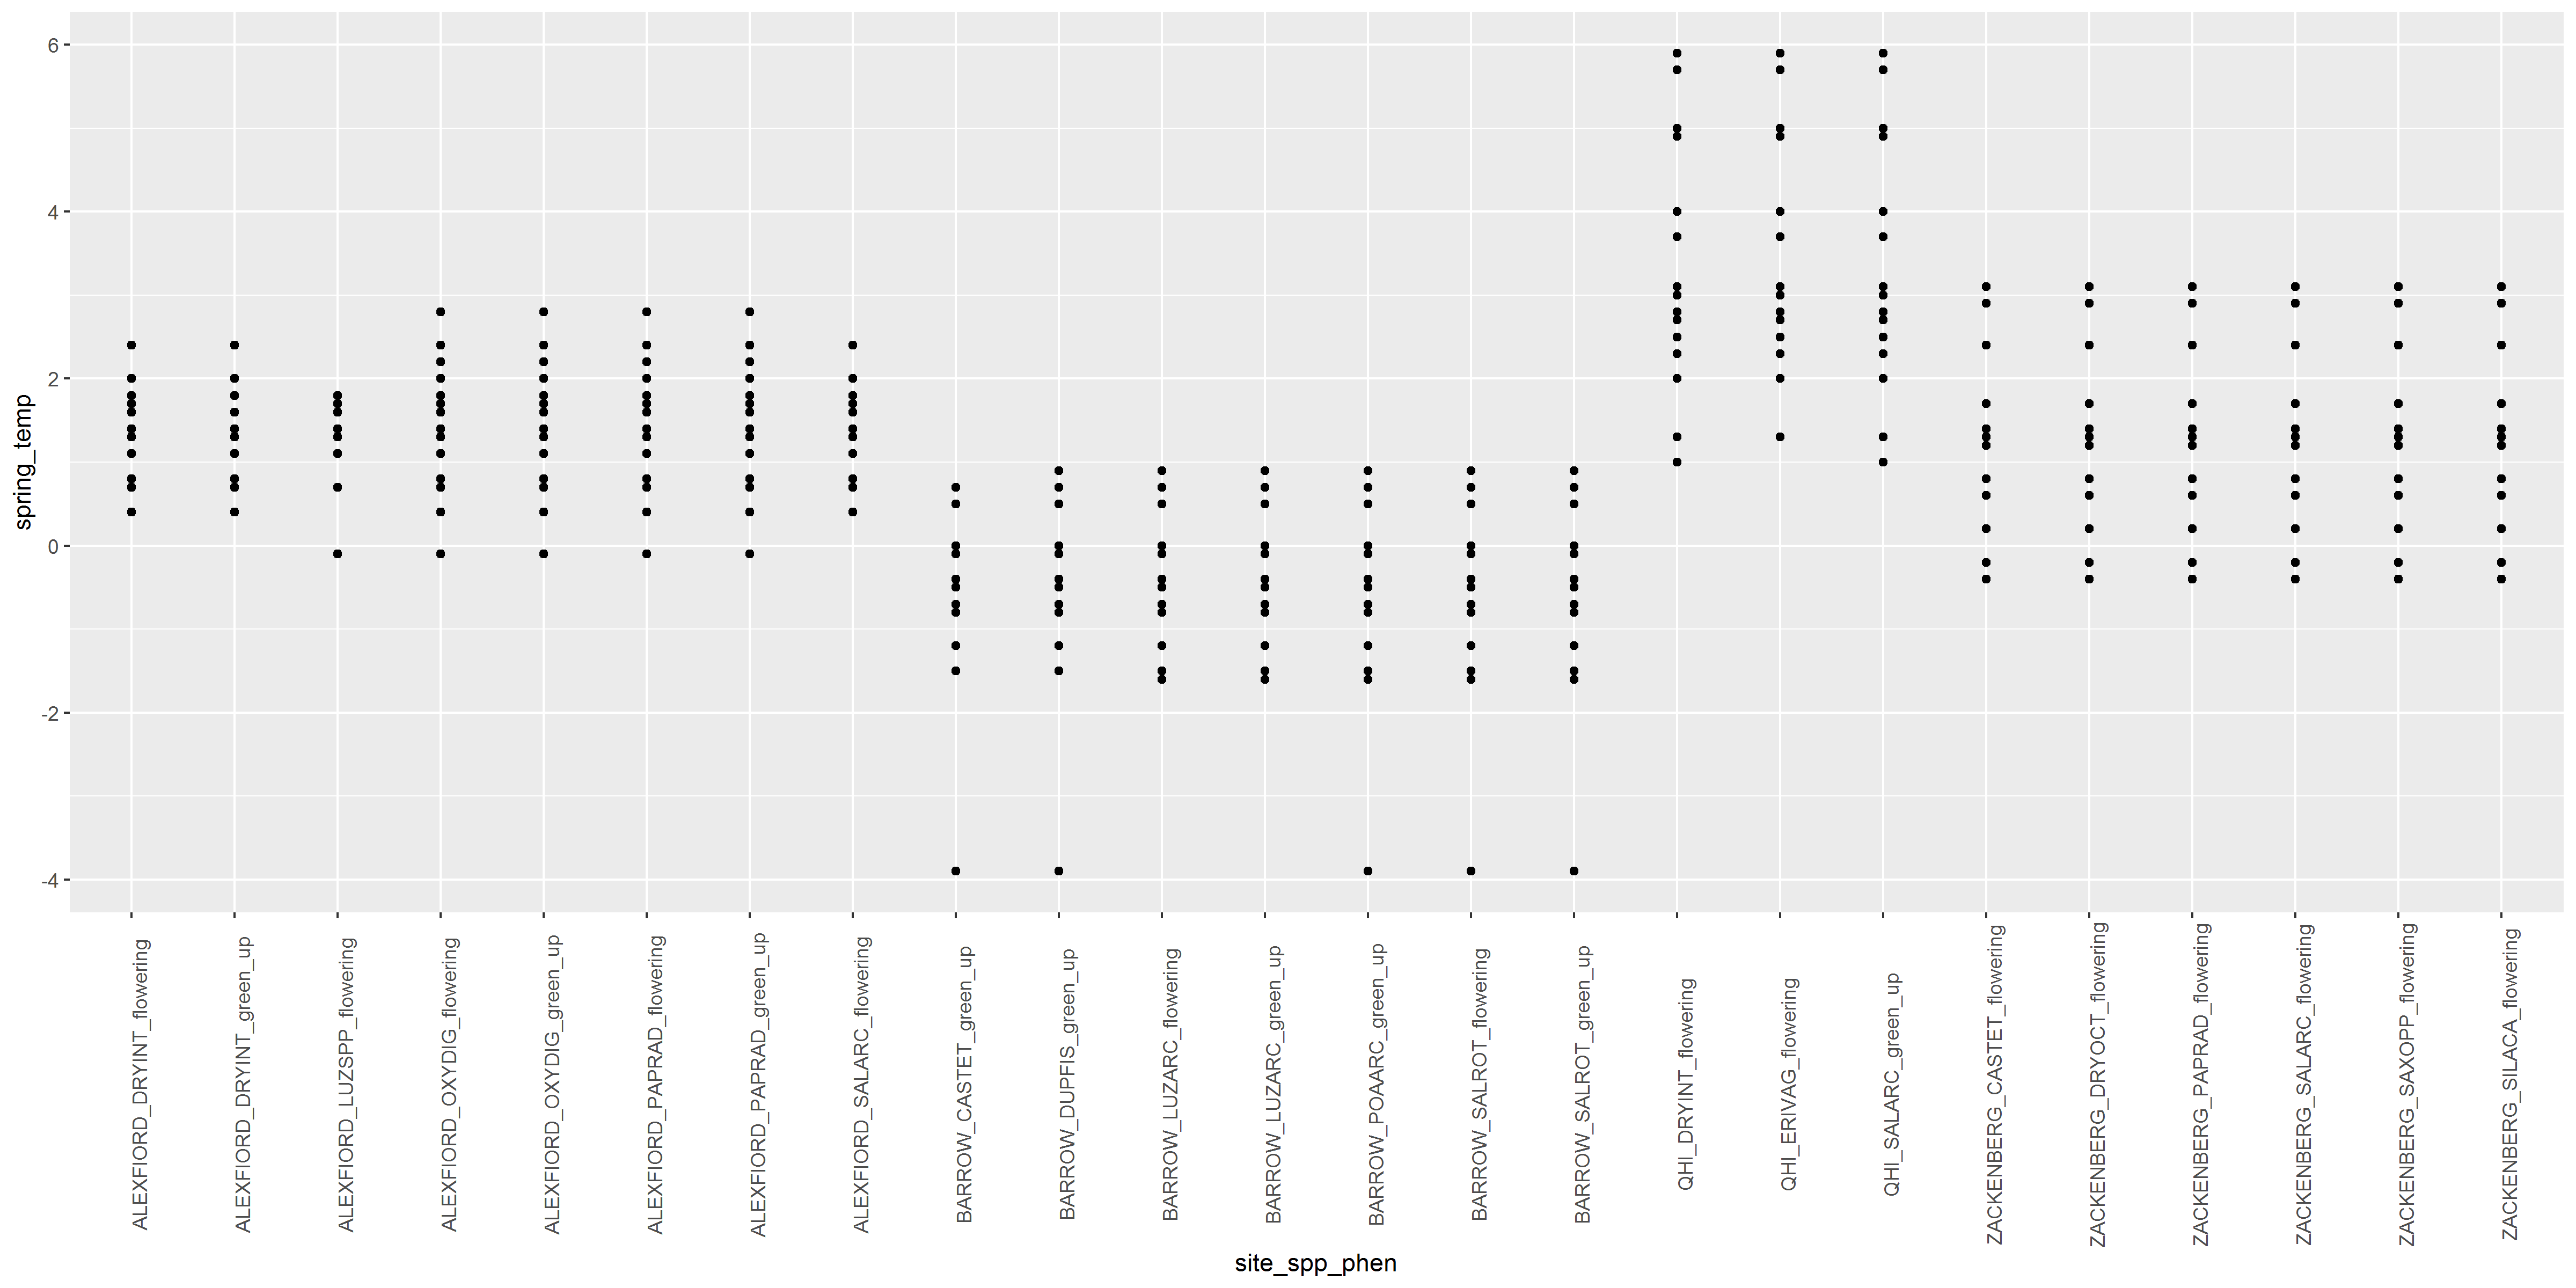 spring_temp
6
4
2
0
-2
-4
ALEXFIORD_DRYINT_flowering
ALEXFIORD_DRYINT_green_up
ALEXFIORD_LUZSPP_flowering
ALEXFIORD_OXYDIG_flowering
ALEXFIORD_OXYDIG_green_up
ALEXFIORD_PAPRAD_flowering
ALEXFIORD_PAPRAD_green_up
ALEXFIORD_SALARC_flowering
BARROW_CASTET_green_up
BARROW_DUPFIS_green_up
BARROW_LUZARC_flowering
BARROW_LUZARC_green_up
BARROW_POAARC_green_up
BARROW_SALROT_flowering
BARROW_SALROT_green_up
QHI_DRYINT_flowering
QHI_ERIVAG_flowering
QHI_SALARC_green_up
ZACKENBERG_CASTET_flowering
ZACKENBERG_DRYOCT_flowering
ZACKENBERG_PAPRAD_flowering
ZACKENBERG_SALARC_flowering
ZACKENBERG_SAXOPP_flowering
ZACKENBERG_SILACA_flowering
site_spp_phen